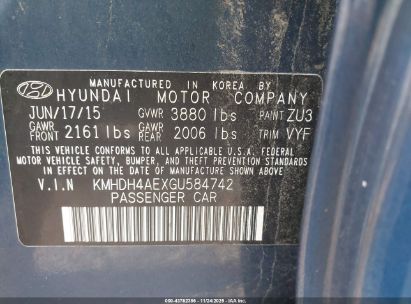 MANUFACTURED IN KOREA BY
HYUNDAI MOTOR COMPANY
JUN/17/15 GVWR 3880 lbs PAINT ZU3
GAWR FRONT 2161 lbs GAWR REAR 2006 lbs TRIM VYF
THIS VEHICLE CONFORMS TO ALL APPLICABLE U.S.A. FEDERAL
MOTOR VEHICLE SAFETY, BUMPER, AND THEFT PREVENTION
STANDARDS IN EFFECT ON THE DATE OF MANUFACTURE SHOWN ABOVE.
V.I.N KMHDH4AEXGU584742
PASSENGER CAR